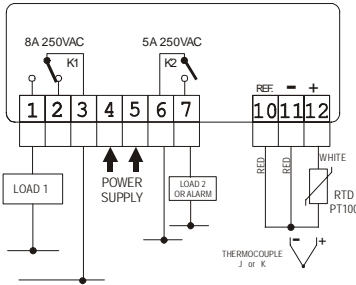 8A 250VAC
5A 250VAC
K1
K2
REF. - +
1 2 3 4 5 6 7 10 11 12
RED
RED
WHITE
LOAD 1
POWER
SUPPLY
LOAD 2
OR ALARM
RTD
PT100
THERMOCOUPLE
J or K
- +